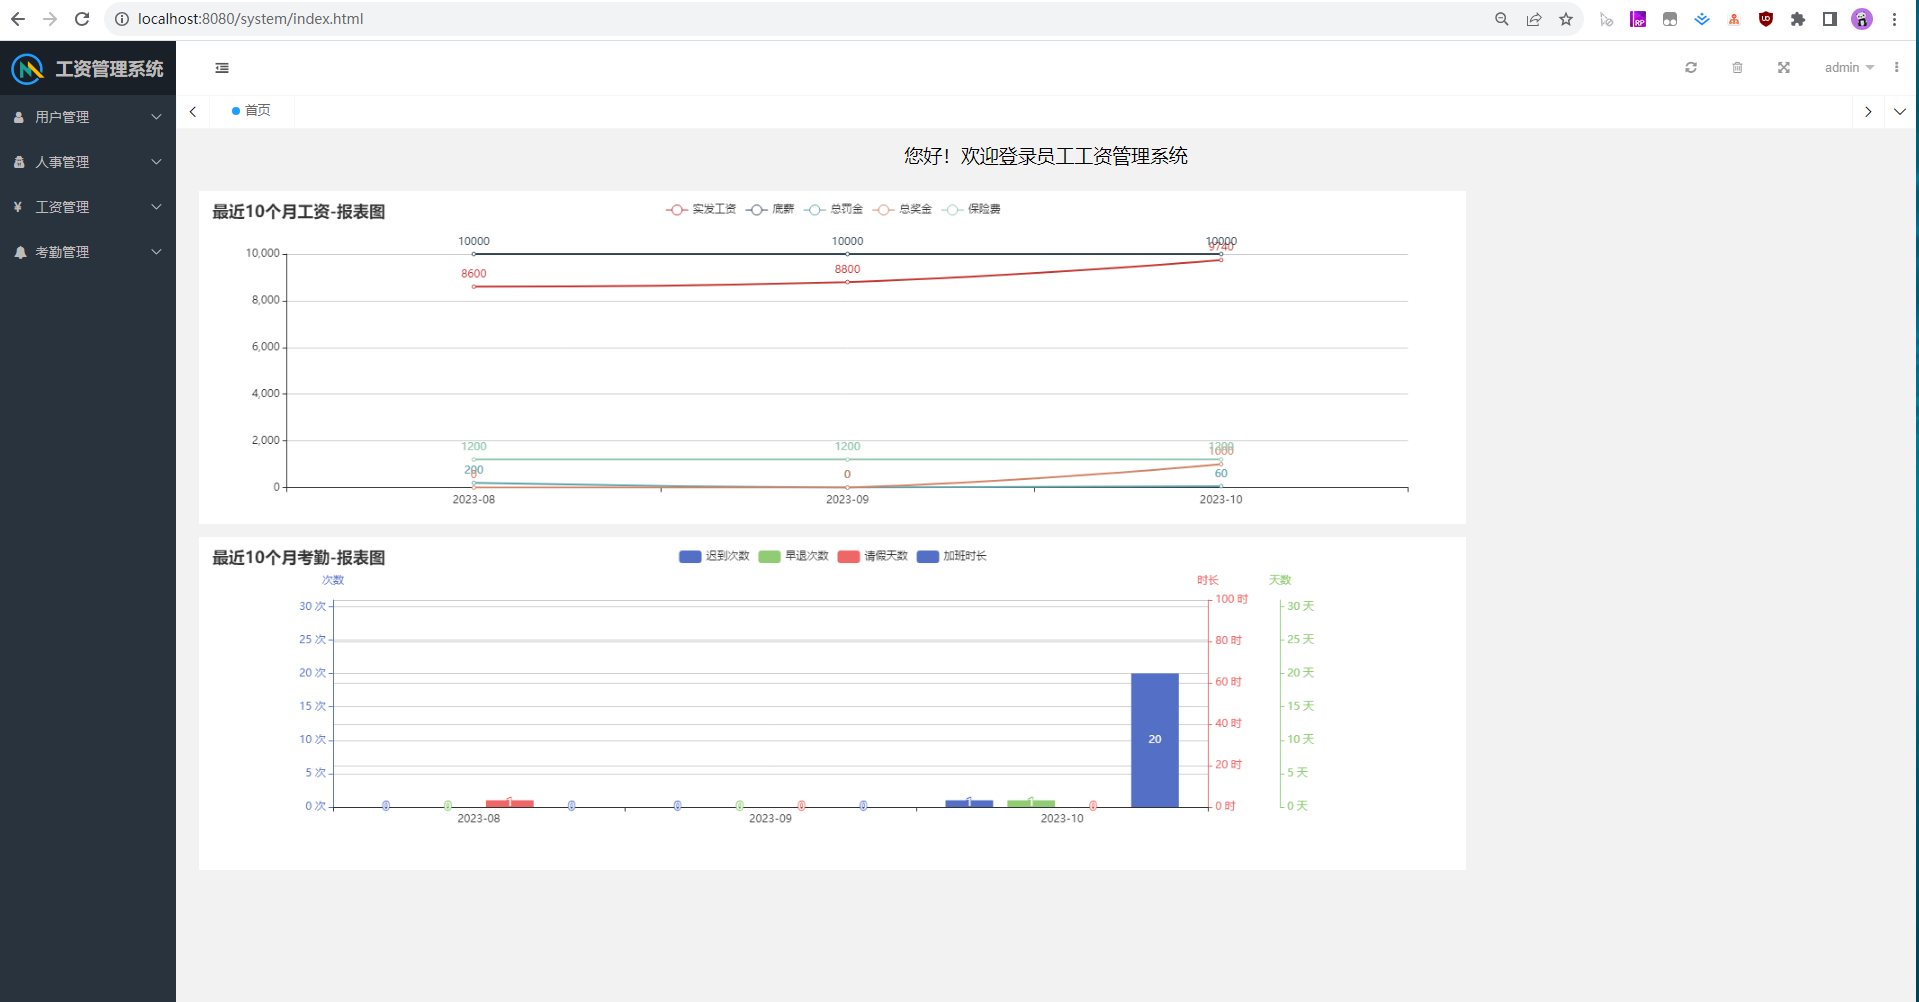 localhost:8080/system/index.html
工资管理系统
admin
用户管理
人事管理
工资管理
考勤管理
首页
您好！欢迎登录员工工资管理系统
最近10个月工资-报表图
实发工资 底薪 总罚金 总奖金 保险费
10,000
8,000
6,000
4,000
2,000
0
10000 10000 10000
8600 8800 9740
1200 1200 1200
200 0 1000
0 60
2023-08 2023-09 2023-10
最近10个月考勤-报表图
迟到次数 早退次数 请假天数 加班时长
次数 时长 天数
30 次 100 时 30 天
25 次 80 时 25 天
20 次 60 时 20 天
15 次 40 时 15 天
10 次 20 10 天
5 次 20 时 5 天
0 次 0 时 0 天
0 0 1 0 0 0 0 0 1 1 0
2023-08 2023-09 2023-10